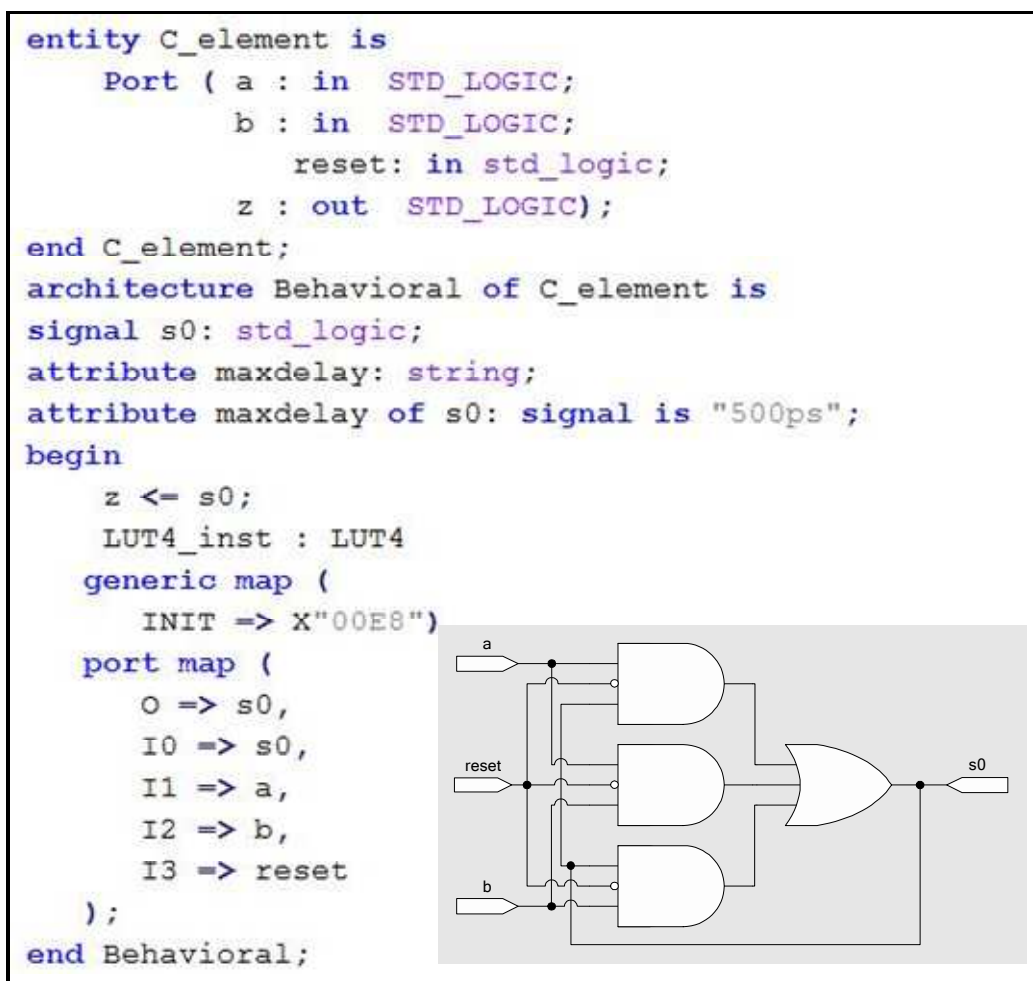 entity C_element is
Port ( a : in STD_LOGIC;
b : in STD_LOGIC;
reset: in std_logic;
z : out STD_LOGIC);
end C_element;
architecture Behavioral of C_element is
signal s0: std_logic;
attribute maxdelay: string;
attribute maxdelay of s0: signal is "500ps";
begin
z <= s0;
LUT4_inst : LUT4
generic map (
INIT => X"00E8")
port map (
O => s0,
I0 => s0,
I1 => a,
I2 => b,
I3 => reset
);
end Behavioral;
a
reset
s0
b